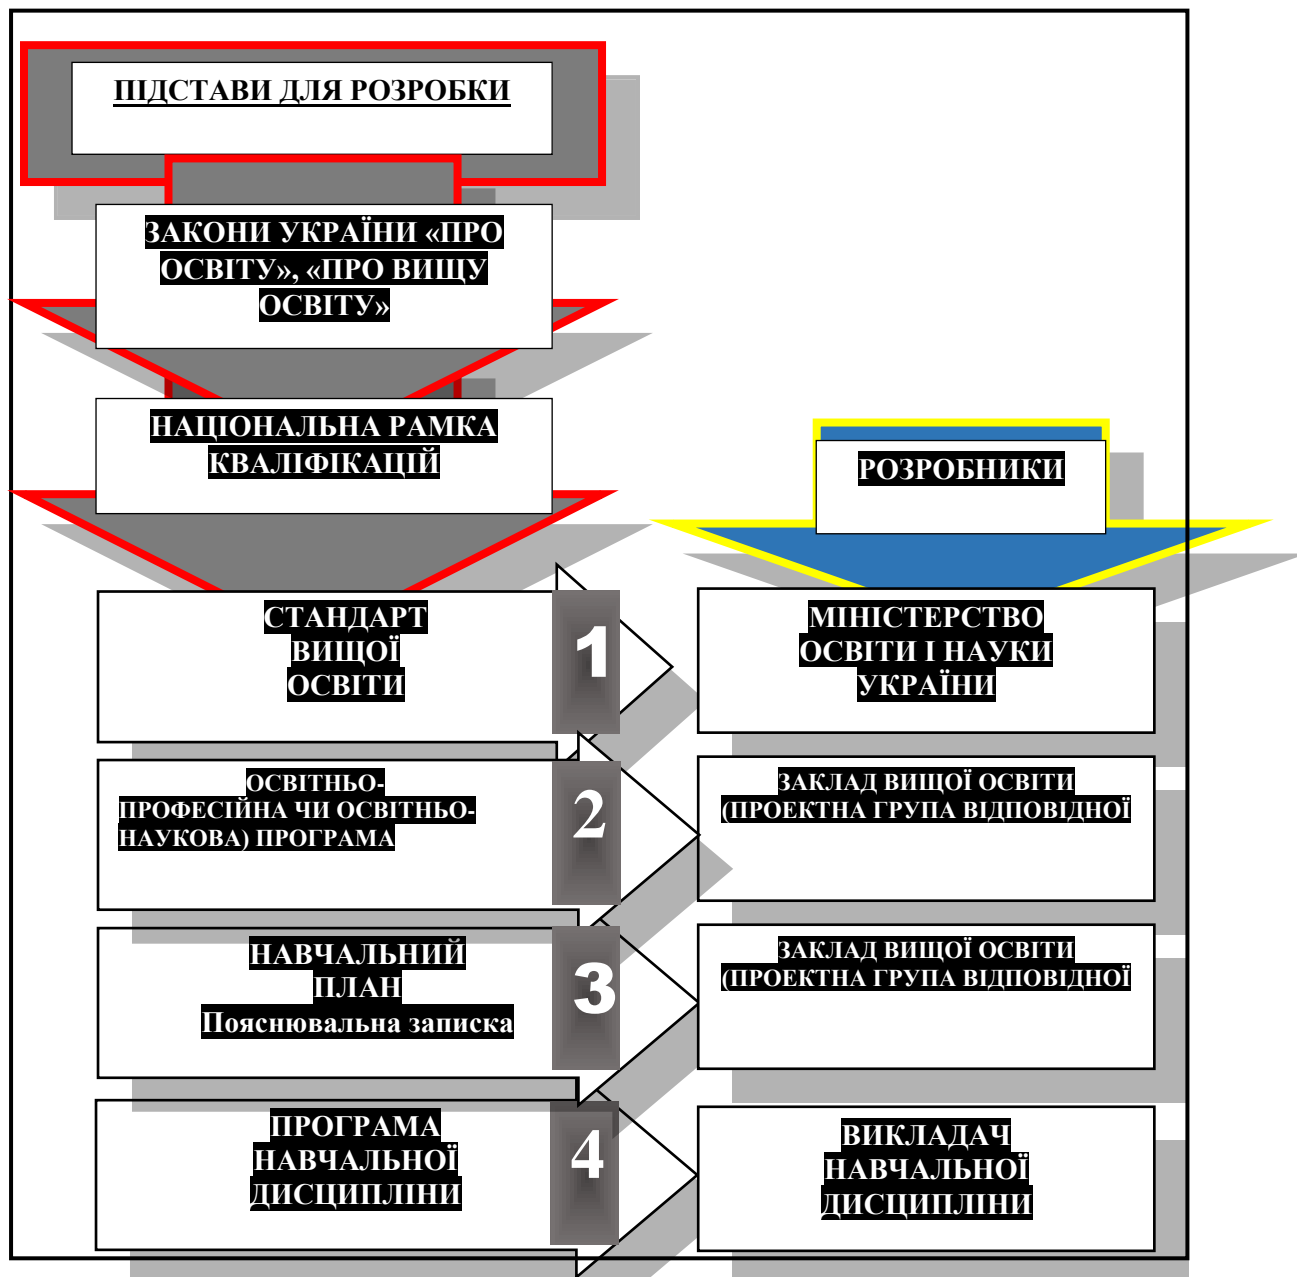 ПІДСТАВИ ДЛЯ РОЗРОБКИ
ЗАКОНИ УКРАЇНИ «ПРО
ОСВІТУ», «ПРО ВИЩУ
ОСВІТУ»
НАЦІОНАЛЬНА РАМКА
КВАЛІФІКАЦІЙ
РОЗРОБНИКИ
СТАНДАРТ
ВИЩОЇ
ОСВІТИ
1
МІНІСТЕРСТВО
ОСВІТИ І НАУКИ
УКРАЇНИ
ОСВІТНЬО-
ПРОФЕСІЙНА ЧИ ОСВІТНЬО-
НАУКОВА) ПРОГРАМА
2
ЗАКЛАД ВИЩОЇ ОСВІТИ
(ПРОЕКТНА ГРУПА ВІДПОВІДНОЇ
НАВЧАЛЬНИЙ
ПЛАН
Пояснювальна записка
3
ЗАКЛАД ВИЩОЇ ОСВІТИ
(ПРОЕКТНА ГРУПА ВІДПОВІДНОЇ
ПРОГРАМА
НАВЧАЛЬНОЇ
ДИСЦИПЛІНИ
4
ВИКЛАДАЧ
НАВЧАЛЬНОЇ
ДИСЦИПЛІНИ